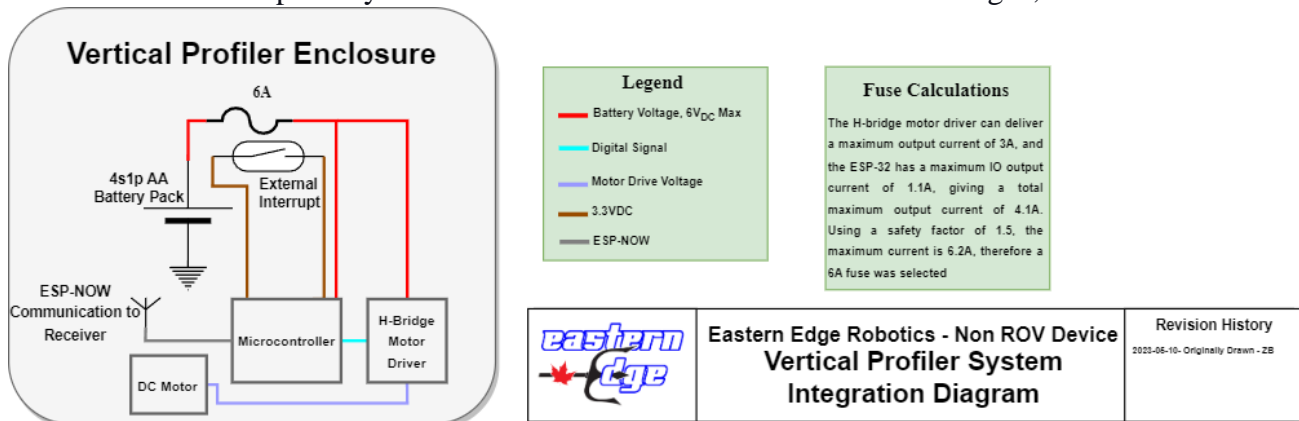 Vertical Profiler Enclosure
6A
4s1p AA
Battery Pack
External
Interrupt
ESP-NOW
Communication to
Receiver
Microcontroller
H-Bridge
Motor
Driver
DC Motor
Legend
Battery Voltage, 6VDC Max
Digital Signal
Motor Drive Voltage
3.3VDC
ESP-NOW
Fuse Calculations
The H-bridge motor driver can deliver
a maximum output current of 3A, and
the ESP-32 has a maximum IO output
current of 1.1A, giving a total
maximum output current of 4.1A.
Using a safety factor of 1.5, the
maximum current is 6.2A, therefore a
6A fuse was selected
eastern
edge
Eastern Edge Robotics - Non ROV Device
Vertical Profiler System
Integration Diagram
Revision History
2023-05-10- Originally Drawn - ZB